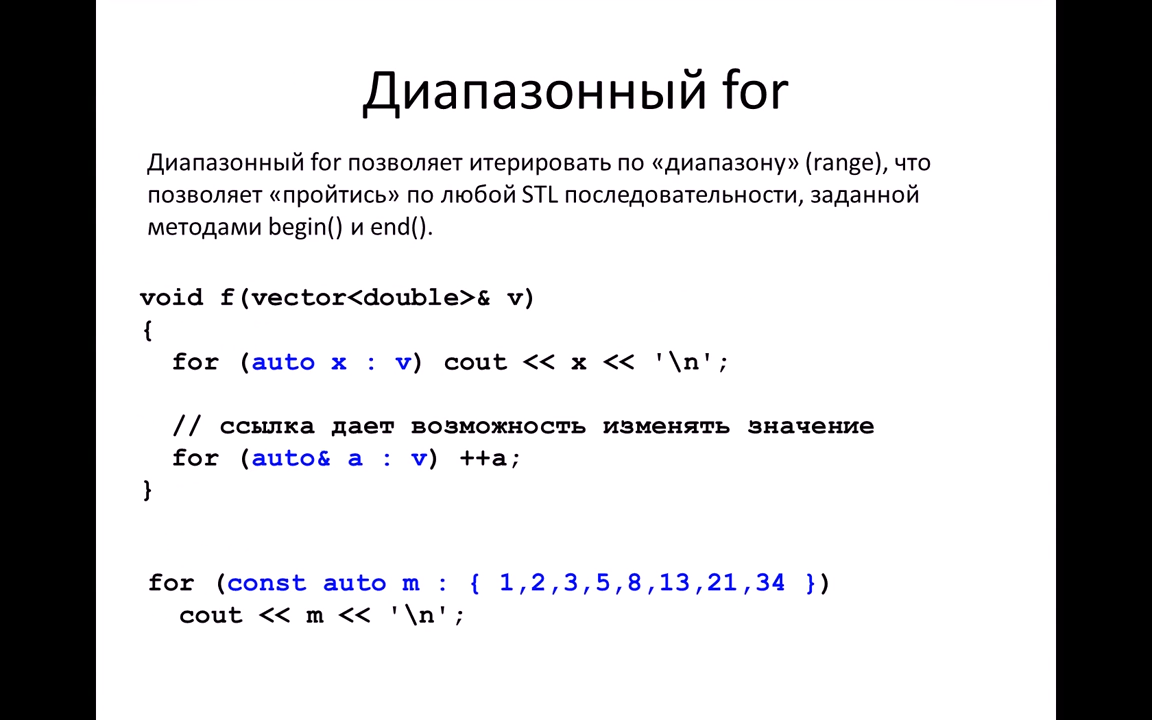 Диапазонный for
Диапазонный for позволяет итерировать по «диапазону» (range), что
позволяет «пройтись» по любой STL последовательности, заданной
методами begin() и end().
void f(vector<double>& v)
{
  for (auto x : v) cout << x << '\n';
  // ссылка дает возможность изменять значение
  for (auto& a : v) ++a;
}
for (const auto m : { 1,2,3,5,8,13,21,34 })
  cout << m << '\n';